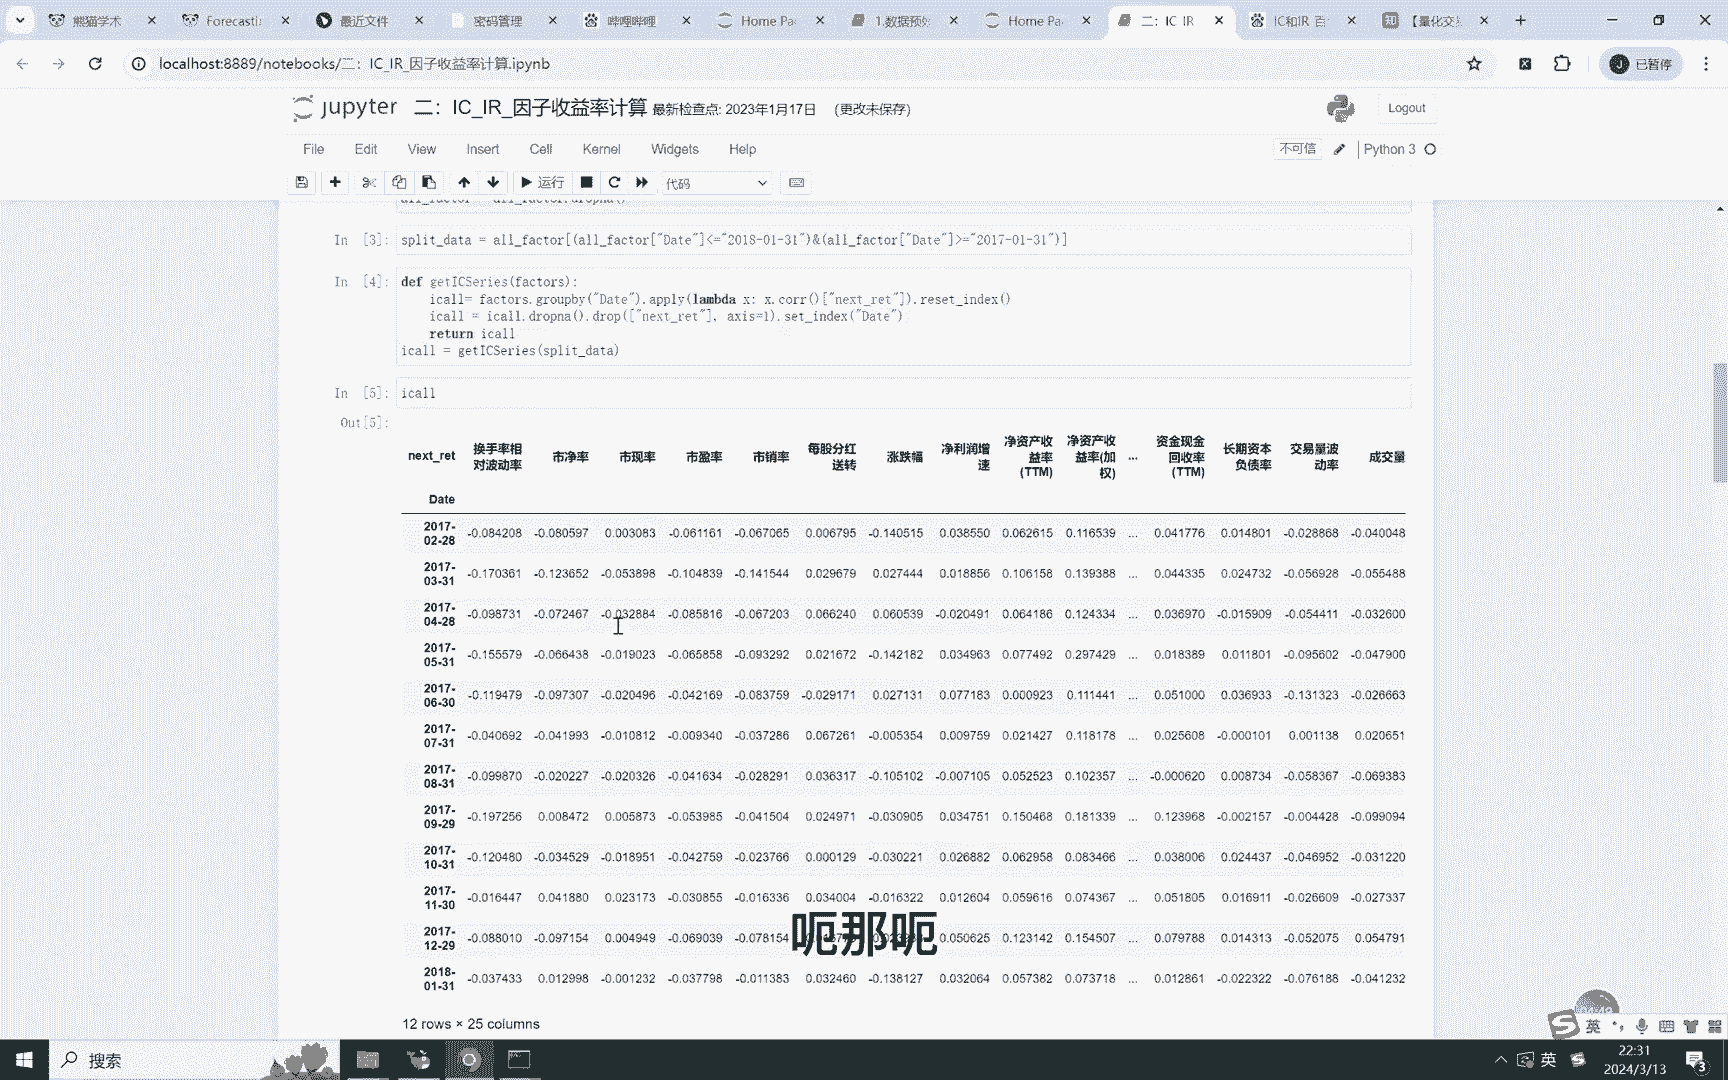 熊猫学术
Forecasti
最近文件
密码管理
哔哩哔哩
Home Pa
1.数据预处
Home Pa
二：IC_IR
IC和IR_百
【量化交易
localhost:8889/notebooks/二：IC_IR_因子收益率计算.ipynb
已暂停
jupyter 二：IC_IR_因子收益率计算 最新检查点: 2023年1月17日 (更改未保存)
Logout
File Edit View Insert Cell Kernel Widgets Help
不可信
Python 3
运行
代码
all_factor = all_factor.dropna()
In [3]: split_data = all_factor[(all_factor["Date"]<="2018-01-31")&(all_factor["Date"]>="2017-01-31")]
In [4]: def getICSeries(factors):
icall= factors.groupby("Date").apply(lambda x: x.corr()["next_ret"]).reset_index()
icall = icall.dropna().drop(["next_ret"], axis=1).set_index("Date")
return icall
icall = getICSeries(split_data)
In [5]: icall
Out[5]:
next_ret 换手率相对波动率 市净率 市现率 市盈率 市销率 每股分红送转 涨跌幅 净利润增速 净资产收益率(TTM) 净资产收益率(加权) ... 资金现金回收率(TTM) 长期资本负债率 交易量波动率 成交量
Date
2017-02-28 -0.084208 -0.080597 0.003083 -0.061161 -0.067065 0.006795 -0.140515 0.038550 0.062615 0.116539 ... 0.041776 0.014801 -0.028868 -0.040048
2017-03-31 -0.170361 -0.123652 -0.053898 -0.104839 -0.141544 0.029679 0.027444 0.018856 0.106158 0.139388 ... 0.044335 0.024732 -0.056928 -0.055488
2017-04-28 -0.098731 -0.072467 -0.032884 -0.085816 -0.067203 0.066240 0.060539 -0.020491 0.064186 0.124334 ... 0.036970 -0.015909 -0.054411 -0.032600
2017-05-31 -0.155579 -0.066438 -0.019023 -0.065858 -0.093292 0.021672 -0.142182 0.034963 0.077492 0.297429 ... 0.018389 0.011801 -0.095602 -0.047900
2017-06-30 -0.119479 -0.097307 -0.020496 -0.042169 -0.083759 -0.029171 0.027131 0.077183 0.000923 0.111441 ... 0.051000 0.036933 -0.131323 -0.026663
2017-07-31 -0.040692 -0.041993 -0.010812 -0.009340 -0.037286 0.067261 -0.005354 0.009759 0.021427 0.118178 ... 0.025608 -0.000101 0.001138 0.020651
2017-08-31 -0.099870 -0.020227 -0.020326 -0.041634 -0.028291 0.036317 -0.105102 -0.007105 0.052523 0.102357 ... -0.000620 0.008734 -0.058367 -0.069383
2017-09-29 -0.197256 0.008472 0.005873 -0.053985 -0.041504 0.024971 -0.030905 0.034751 0.150468 0.181339 ... 0.123968 -0.002157 -0.004428 -0.099094
2017-10-31 -0.120480 -0.034529 -0.018951 -0.042759 -0.023766 0.000129 -0.030221 0.026882 0.062958 0.083466 ... 0.038006 0.024437 -0.046952 -0.031220
2017-11-30 -0.016447 0.041880 0.023173 -0.030855 -0.016336 0.034004 -0.016322 0.012604 0.059616 0.074367 ... 0.051805 0.016911 -0.026609 -0.027337
2017-12-29 -0.088010 -0.097154 0.004949 -0.069039 -0.078154 0.050625 0.123142 0.154507 ... 0.079788 0.014313 -0.052075 0.054791
呃那呃
2018-01-31 -0.037433 0.012998 -0.001232 -0.037798 -0.011383 0.032460 -0.138127 0.032064 0.057382 0.073718 ... 0.012861 -0.022322 -0.076188 -0.041232
12 rows × 25 columns
英
搜索
英
22:31
2024/3/13
3